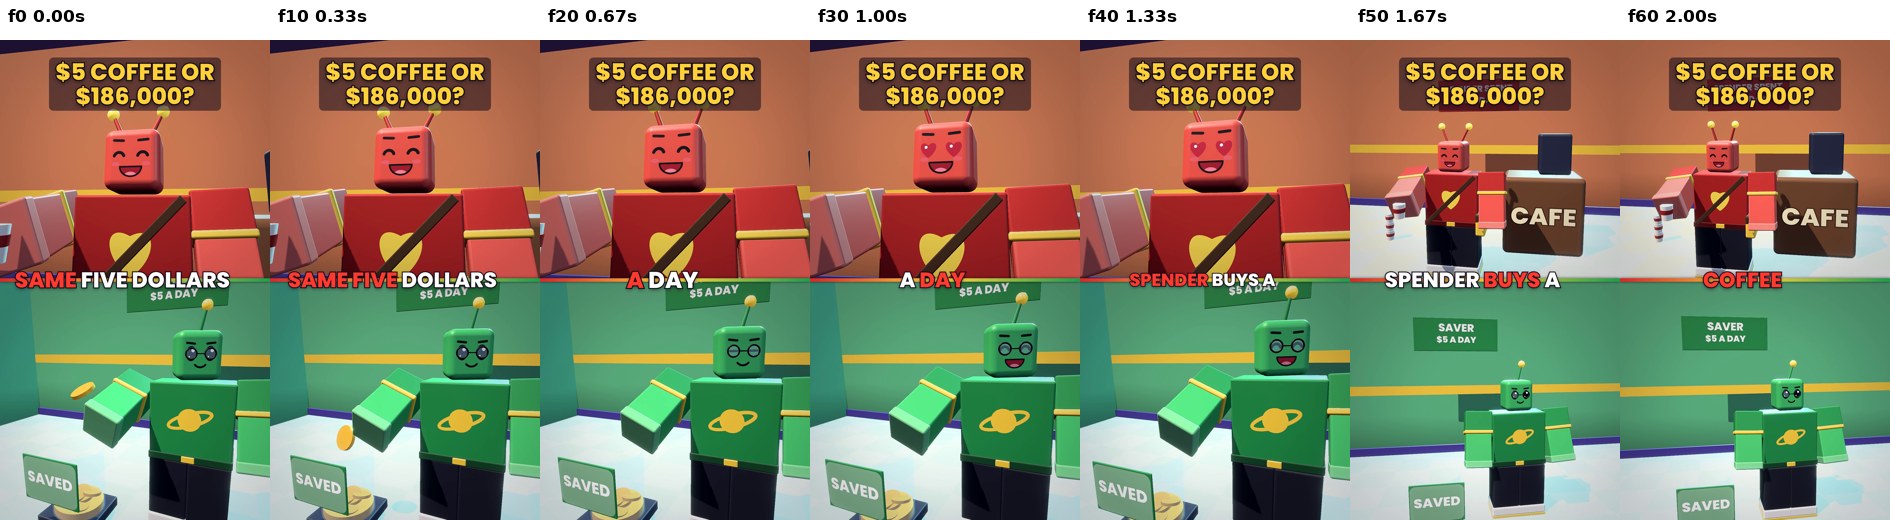 f0 0.00s
f10 0.33s
f20 0.67s
f30 1.00s
f40 1.33s
f50 1.67s
f60 2.00s
$5 COFFEE OR
$186,000?
$5 COFFEE OR
$186,000?
$5 COFFEE OR
$186,000?
$5 COFFEE OR
$186,000?
$5 COFFEE OR
$186,000?
$5 COFFEE OR
$186,000?
$5 COFFEE OR
$186,000?
CAFE
CAFE
SAME FIVE DOLLARS
SAME FIVE DOLLARS
A DAY
A DAY
SPENDER BUYS A
SPENDER BUYS A
COFFEE
$5 A DAY
$5 A DAY
$5 A DAY
$5 A DAY
$5 A DAY
SAVER
$5 A DAY
SAVER
$5 A DAY
SAVED
SAVED
SAVED
SAVED
SAVED
SAVED
SAVED